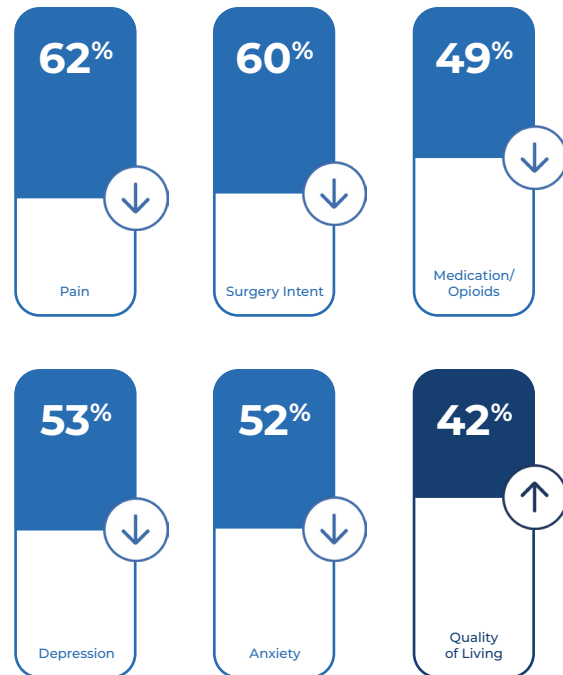 62%
60%
49%
Pain
Surgery Intent
Medication/
Opioids
53%
52%
42%
Depression
Anxiety
Quality
of Living